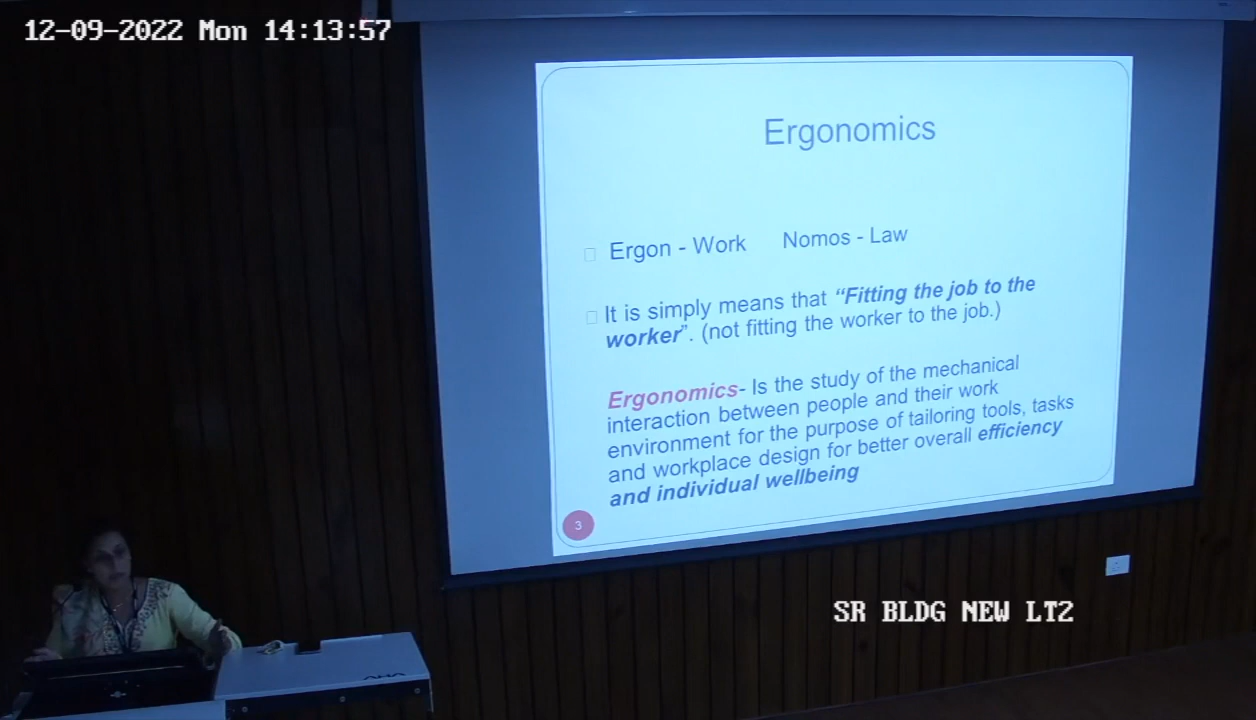 12-09-2022 Mon 14:13:57
Ergonomics
Ergon - Work Nomos - Law
It is simply means that “Fitting the job to the
worker”. (not fitting the worker to the job.)
Ergonomics- Is the study of the mechanical
interaction between people and their work
environment for the purpose of tailoring tools, tasks
and workplace design for better overall efficiency
and individual wellbeing
3
SR BLDG NEW LT2